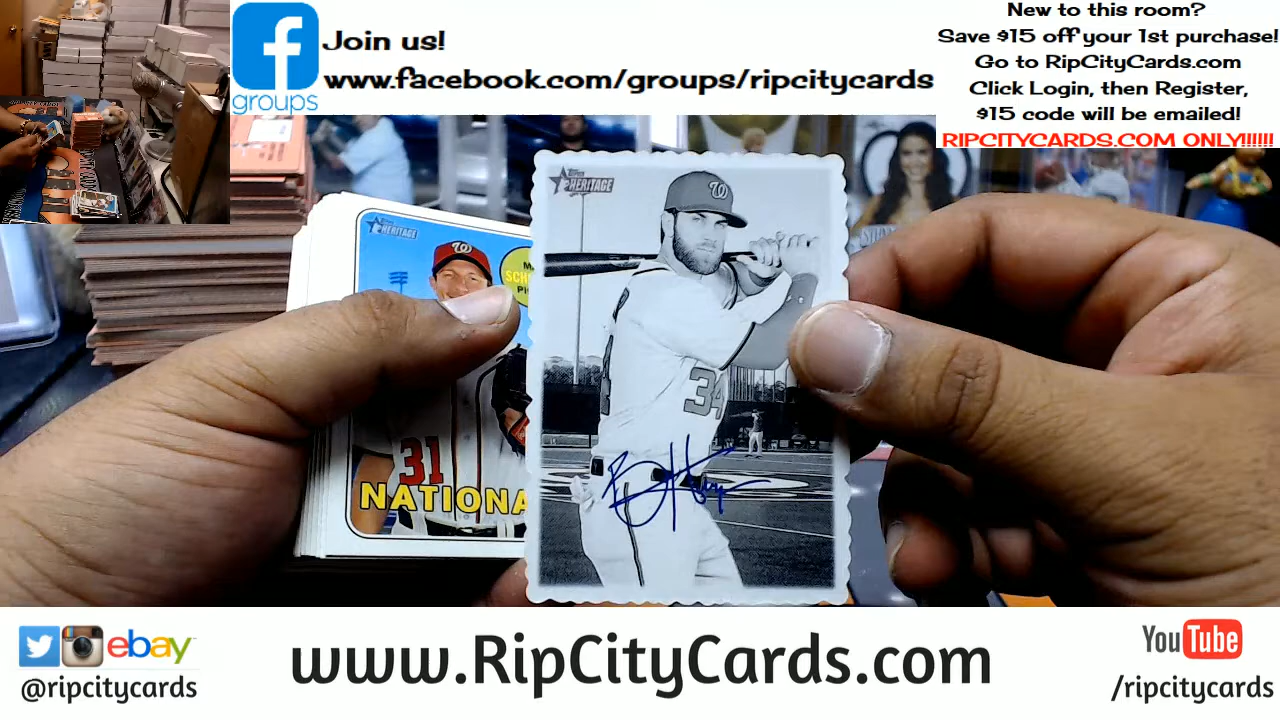 Join us!
www.facebook.com/groups/ripcitycards
groups
New to this room?
Save $15 off your 1st purchase!
Go to RipCityCards.com
Click Login, then Register,
$15 code will be emailed!
RIPCITYCARDS.COM ONLY!!!!!!
Topps
HERITAGE
W
31
NATIONA
Topps
HERITAGE
W
34
ebay
@ripcitycards
www.RipCityCards.com
YouTube
/ripcitycards